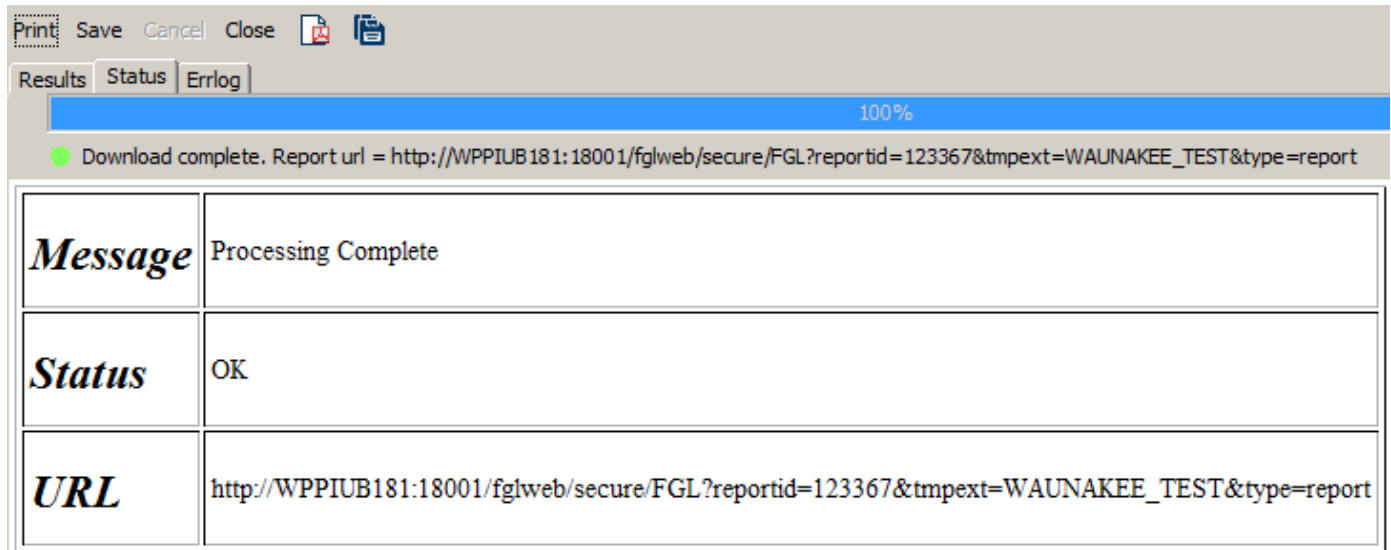 Print Save Cancel Close
Results Status Errlog
100%
Download complete. Report url = http://WPPIUB181:18001/fglweb/secure/FGL?reportid=123367&tmpext=WAUNAKEE_TEST&type=report
Message Processing Complete
Status OK
URL http://WPPIUB181:18001/fglweb/secure/FGL?reportid=123367&tmpext=WAUNAKEE_TEST&type=report